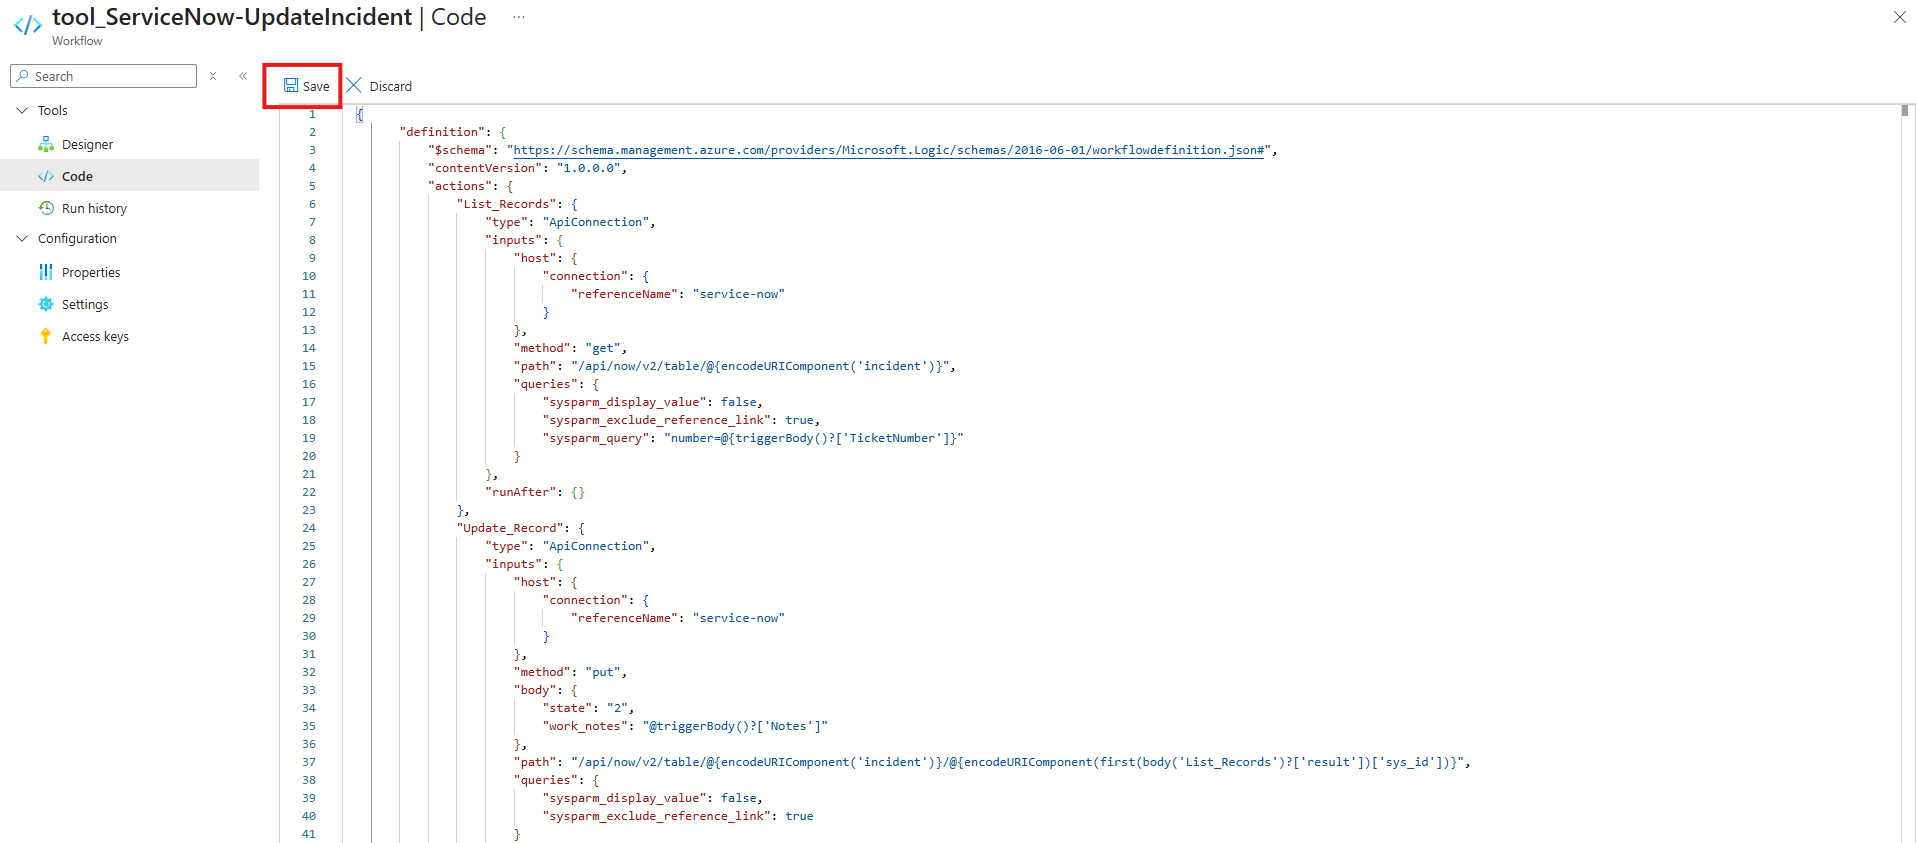 tool_ServiceNow-UpdateIncident | Code ...
Workflow
Search
Tools
Designer
Code
Run history
Configuration
Properties
Settings
Access keys
Save
Discard
1 {
2 "definition": {
3 "$schema": "https://schema.management.azure.com/providers/Microsoft.Logic/schemas/2016-06-01/workflowdefinition.json#",
4 "contentVersion": "1.0.0.0",
5 "actions": {
6 "List_Records": {
7 "type": "ApiConnection",
8 "inputs": {
9 "host": {
10 "connection": {
11 "referenceName": "service-now"
12 }
13 },
14 "method": "get",
15 "path": "/api/now/v2/table/@{encodeURIComponent('incident')}",
16 "queries": {
17 "sysparm_display_value": false,
18 "sysparm_exclude_reference_link": true,
19 "sysparm_query": "number=@{triggerBody()?['TicketNumber']}"
20 }
21 },
22 "runAfter": {}
23 },
24 "Update_Record": {
25 "type": "ApiConnection",
26 "inputs": {
27 "host": {
28 "connection": {
29 "referenceName": "service-now"
30 }
31 },
32 "method": "put",
33 "body": {
34 "state": "2",
35 "work_notes": "@triggerBody()?['Notes']"
36 },
37 "path": "/api/now/v2/table/@{encodeURIComponent('incident')}/@{encodeURIComponent(first(body('List_Records')?['result'])['sys_id'])}",
38 "queries": {
39 "sysparm_display_value": false,
40 "sysparm_exclude_reference_link": true
41 }